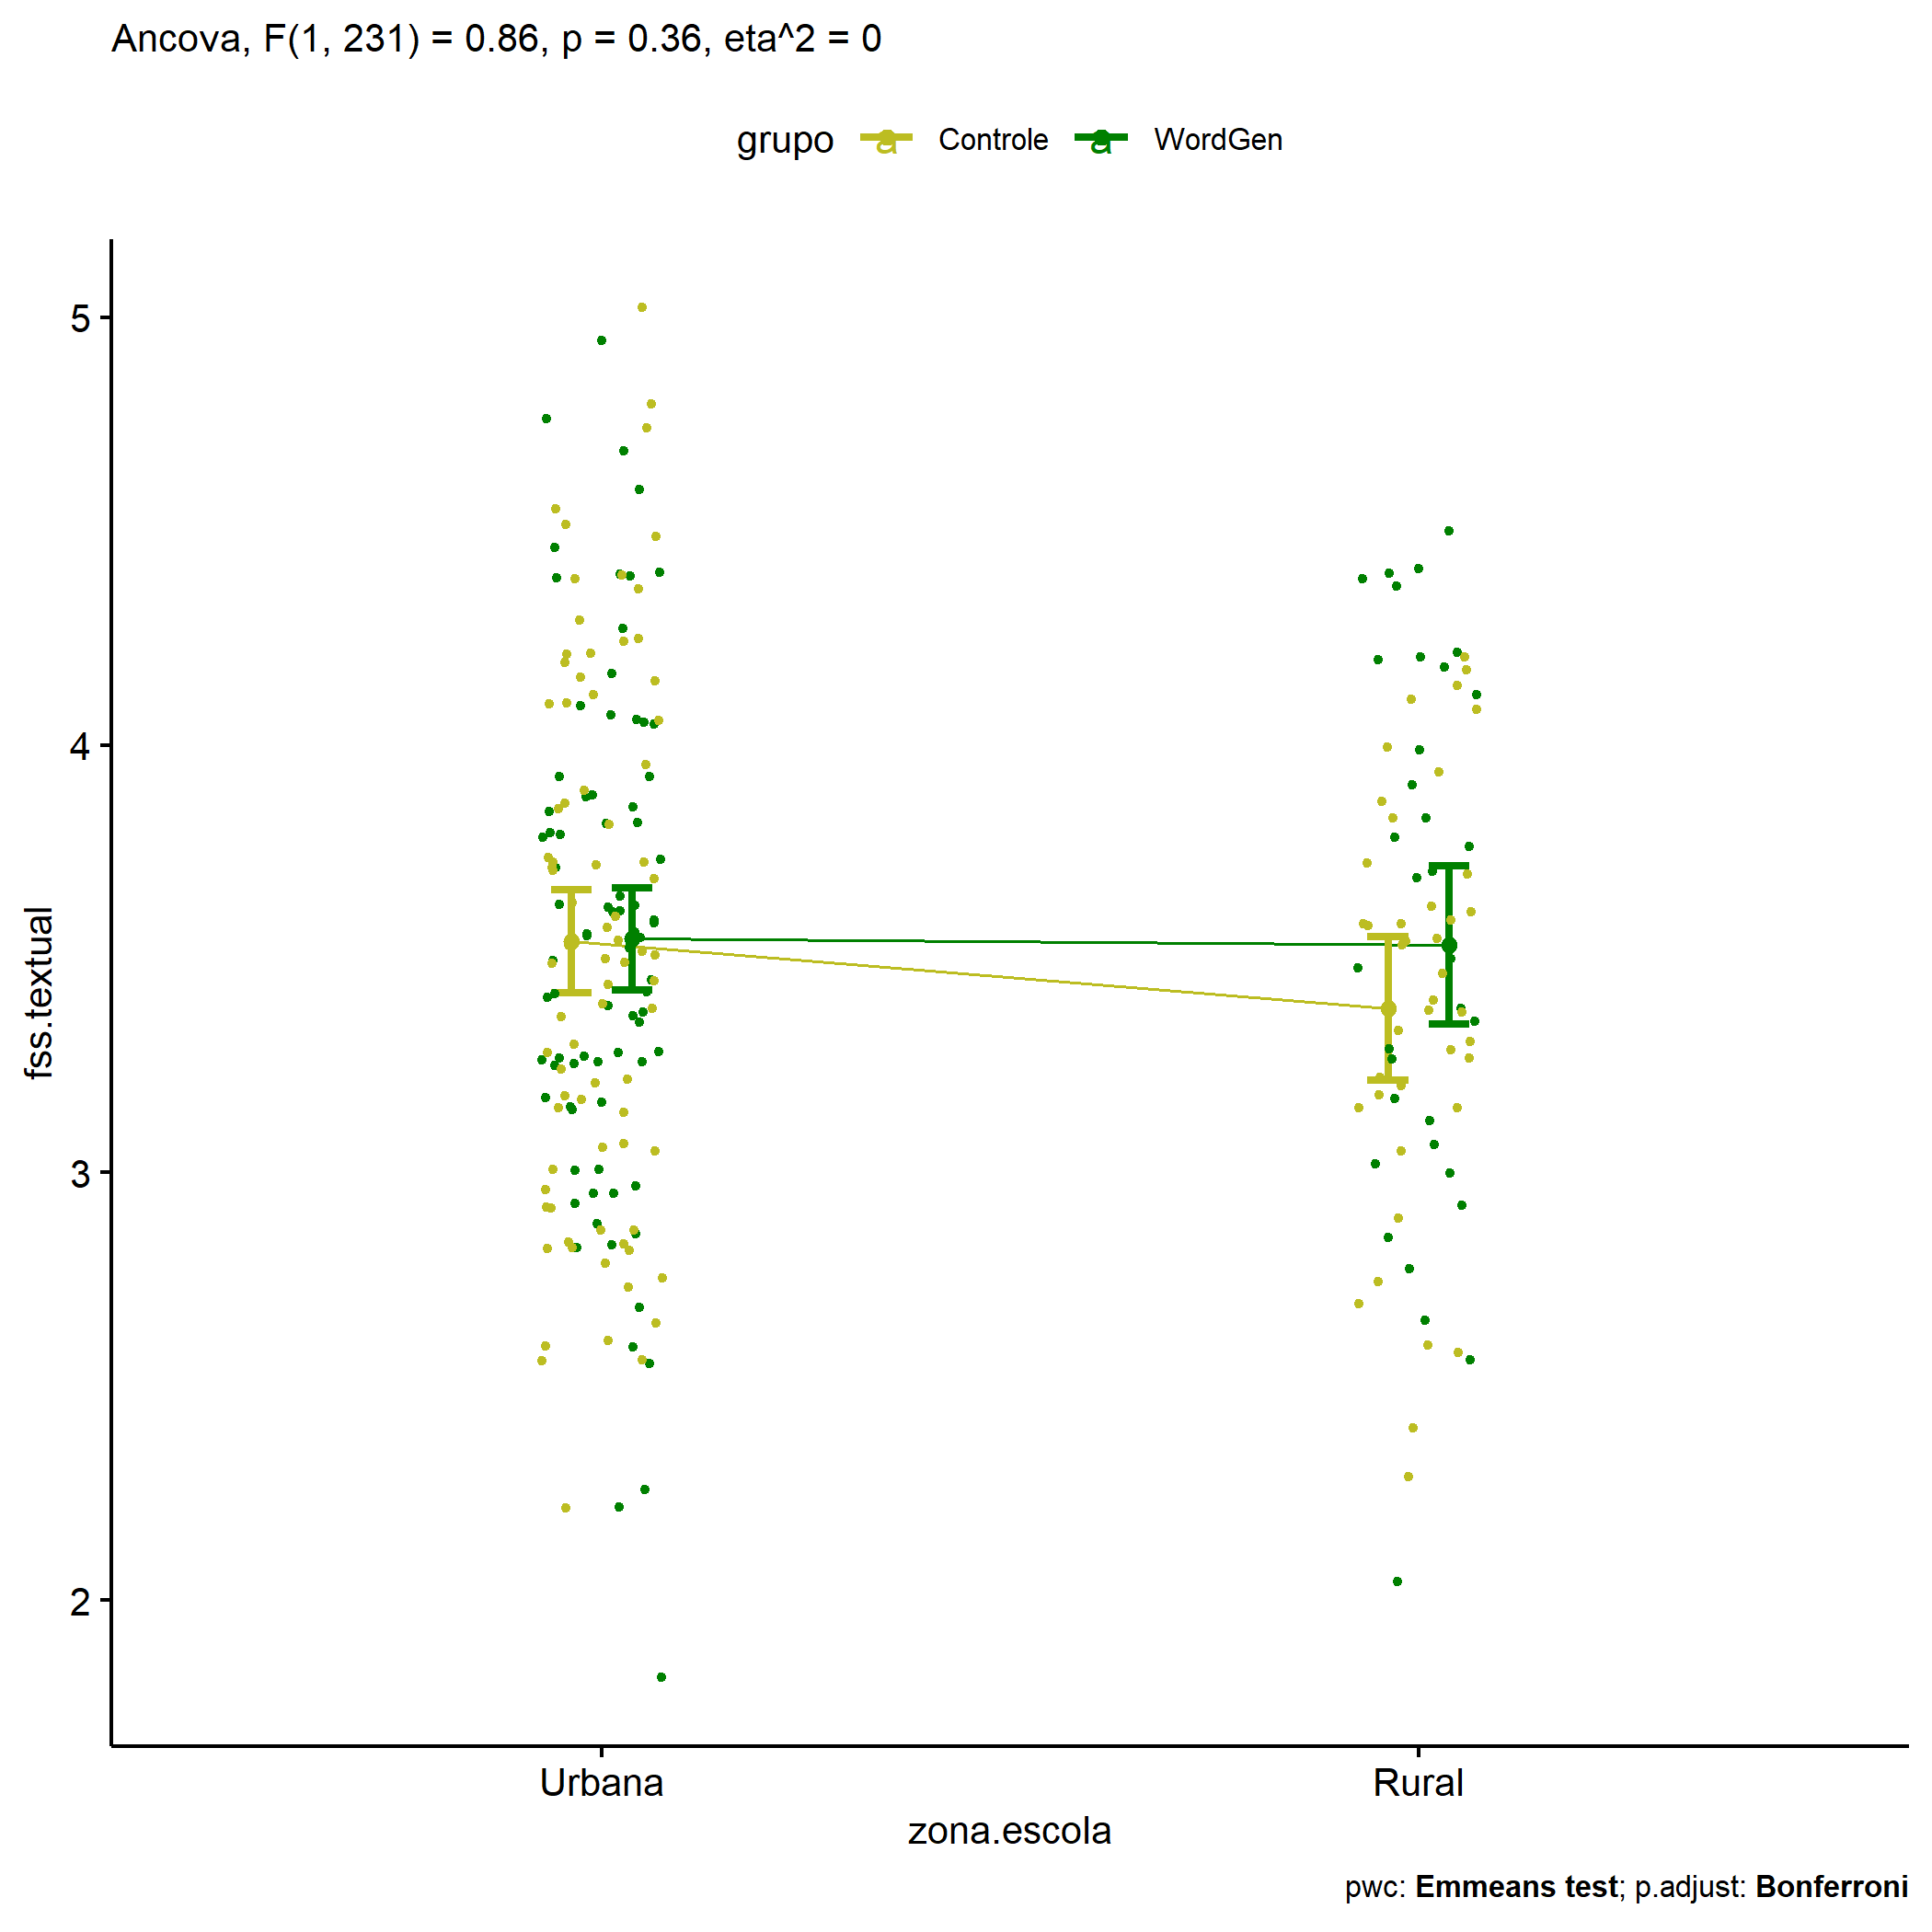 Ancova, F(1, 231) = 0.86, p = 0.36, eta^2 = 0
grupo a Controle a WordGen
5
4
3
2
fss.textual
Urbana Rural
zona.escola
pwc: Emmeans test; p.adjust: Bonferroni